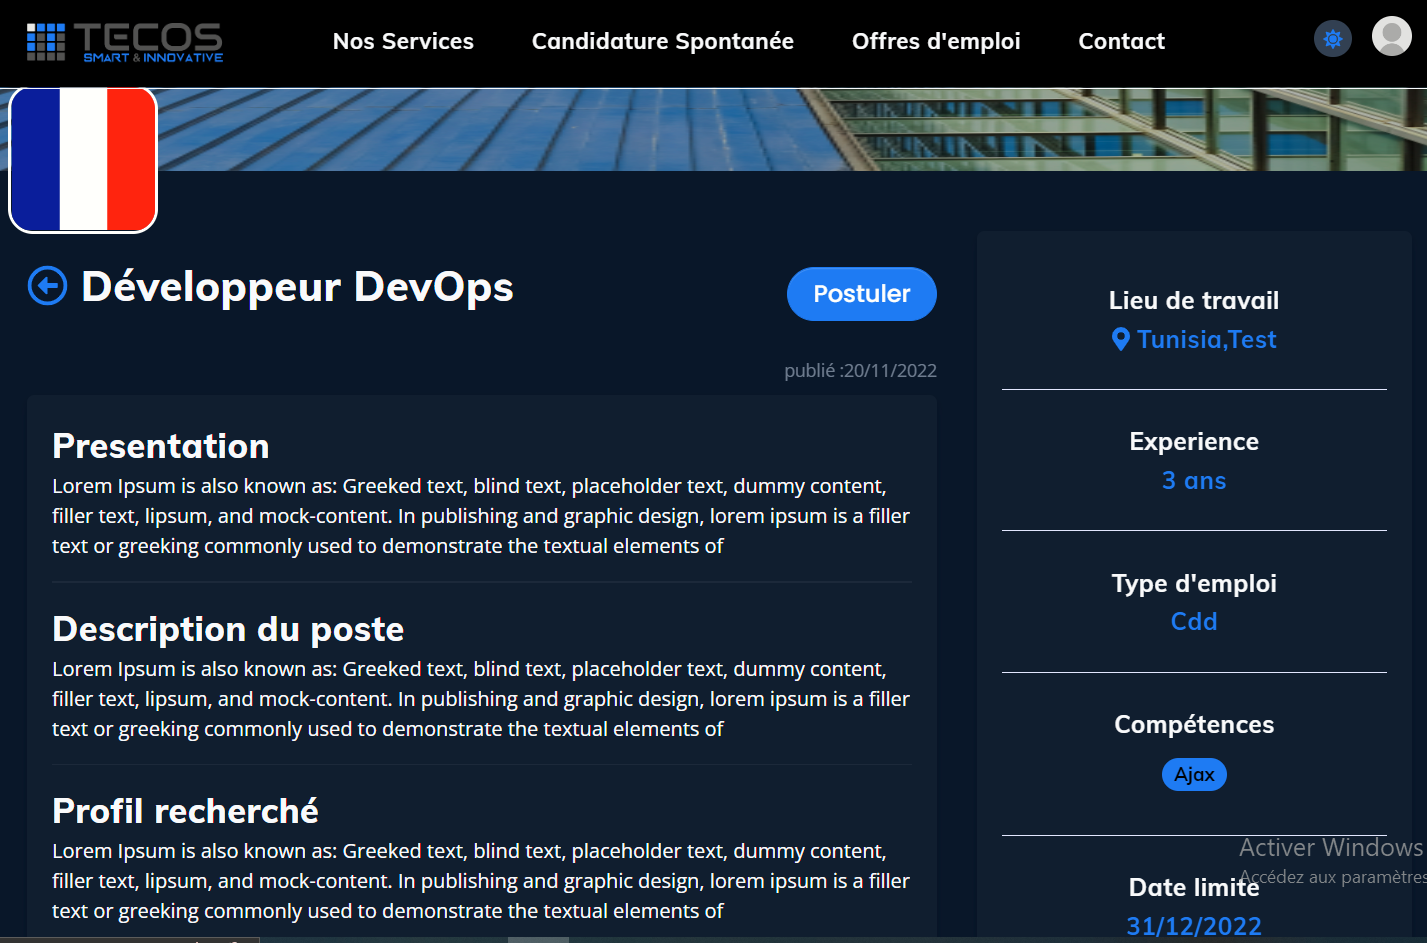 TECOS
SMART & INNOVATIVE
Nos Services
Candidature Spontanée
Offres d'emploi
Contact
Développeur DevOps
Postuler
publié :20/11/2022
Presentation
Lorem Ipsum is also known as: Greeked text, blind text, placeholder text, dummy content,
filler text, lipsum, and mock-content. In publishing and graphic design, lorem ipsum is a filler
text or greeking commonly used to demonstrate the textual elements of
Description du poste
Lorem Ipsum is also known as: Greeked text, blind text, placeholder text, dummy content,
filler text, lipsum, and mock-content. In publishing and graphic design, lorem ipsum is a filler
text or greeking commonly used to demonstrate the textual elements of
Profil recherché
Lorem Ipsum is also known as: Greeked text, blind text, placeholder text, dummy content,
filler text, lipsum, and mock-content. In publishing and graphic design, lorem ipsum is a filler
text or greeking commonly used to demonstrate the textual elements of
Lieu de travail
Tunisia,Test
Experience
3 ans
Type d'emploi
Cdd
Compétences
Ajax
Date limite
31/12/2022
Activer Windows
Accédez aux paramètres